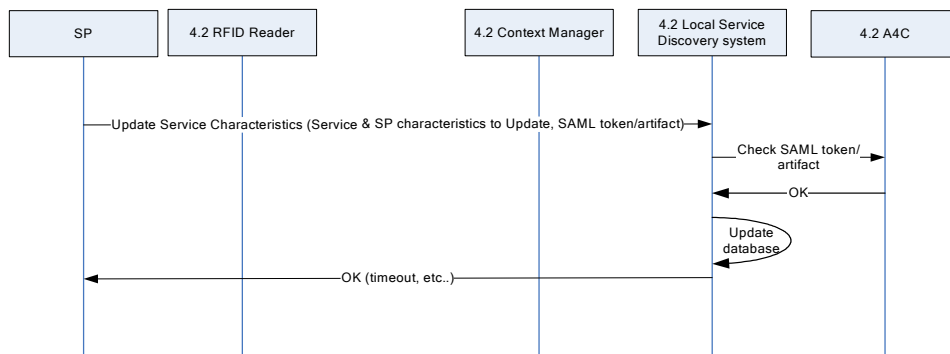 SP
4.2 RFID Reader
4.2 Context Manager
4.2 Local Service
Discovery system
4.2 A4C
Update Service Characteristics (Service & SP characteristics to Update, SAML token/artifact)
Check SAML token/
artifact
OK
Update
database
OK (timeout, etc..)